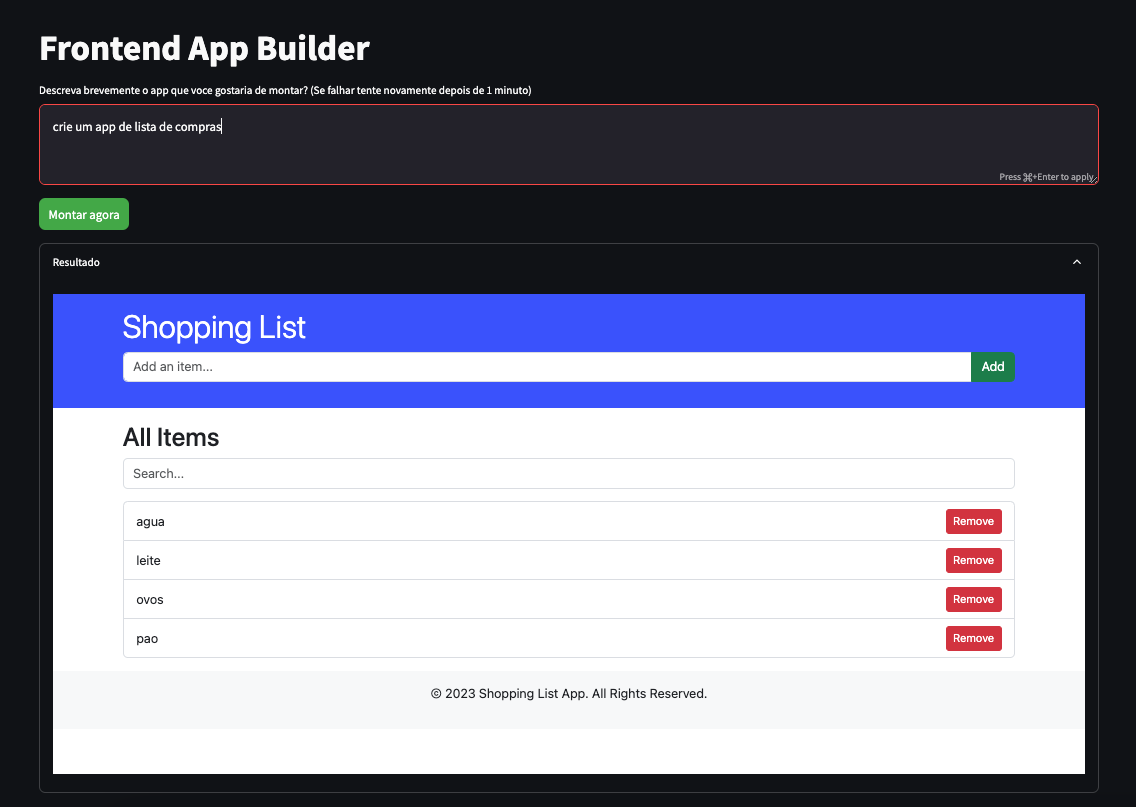 Frontend App Builder
Descreva brevemente o app que voce gostaria de montar? (Se falhar tente novamente depois de 1 minuto)
crie um app de lista de compras
Press ⌘+Enter to apply
Montar agora
Resultado
Shopping List
Add an item...
Add
All Items
Search...
agua
Remove
leite
Remove
ovos
Remove
pao
Remove
© 2023 Shopping List App. All Rights Reserved.